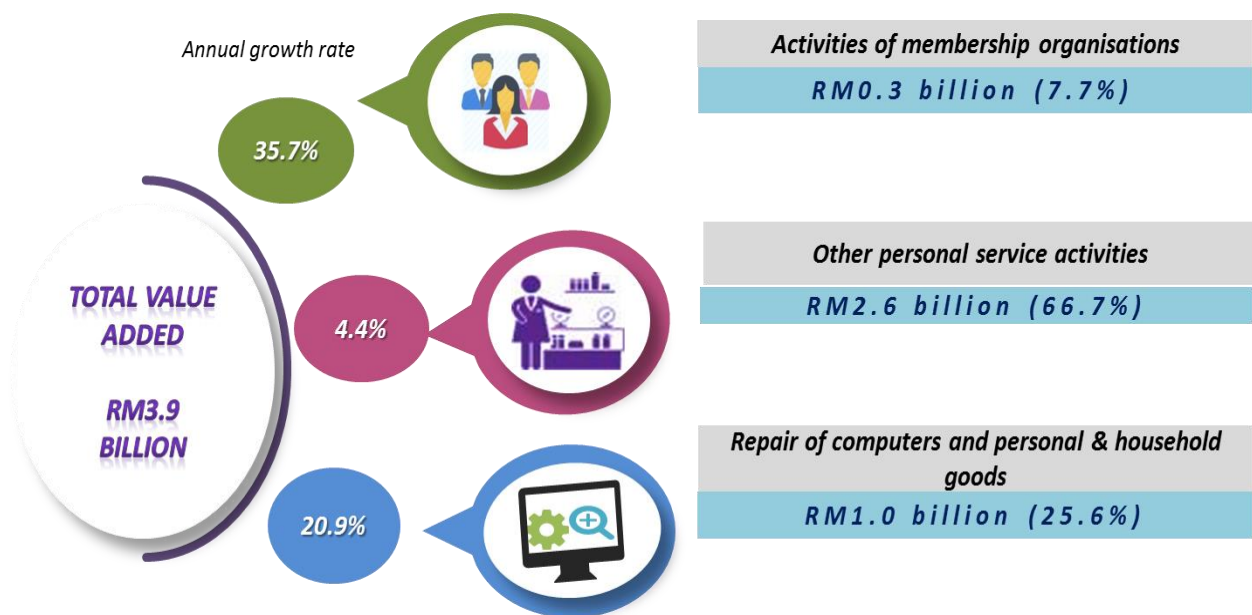 Annual growth rate
Activities of membership organisations
RM0.3 billion (7.7%)
35.7%
TOTAL VALUE
ADDED
RM3.9
BILLION
4.4%
Other personal service activities
RM2.6 billion (66.7%)
20.9%
Repair of computers and personal & household
goods
RM1.0 billion (25.6%)